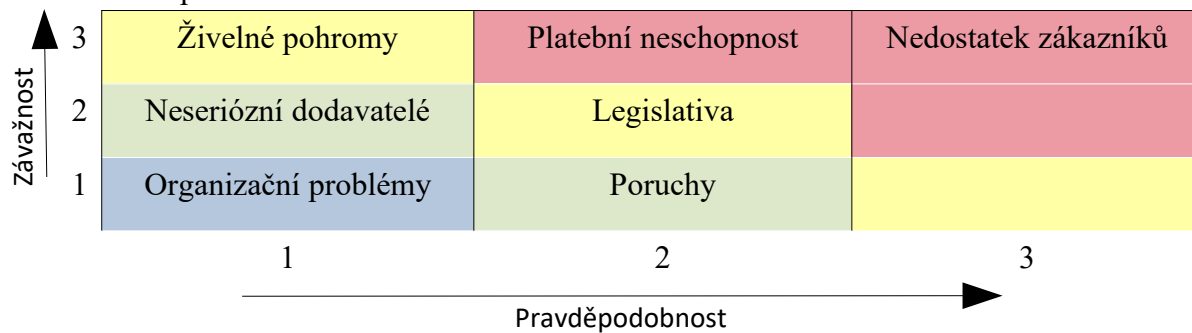 3 Živelné pohromy Platební neschopnost Nedostatek zákazníků
2 Neseriózní dodavatelé Legislativa
1 Organizační problémy Poruchy
Závažnost
1 2 3
Pravděpodobnost